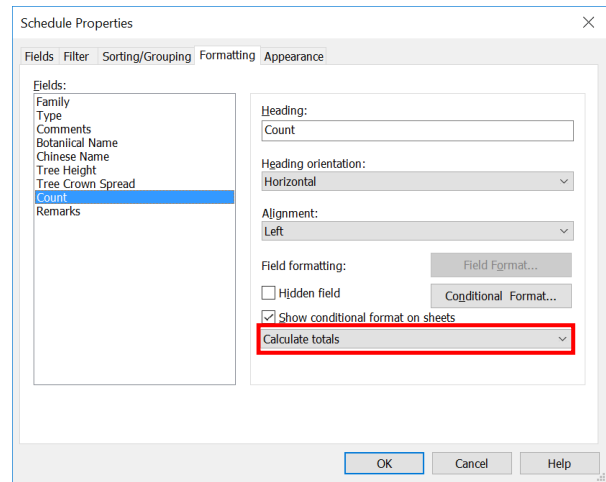 Schedule Properties
Fields Filter Sorting/Grouping Formatting Appearance
Fields:
Family
Type
Comments
Botaniical Name
Chinese Name
Tree Height
Tree Crown Spread
Count
Remarks
Heading:
Count
Heading orientation:
Horizontal
Alignment:
Left
Field formatting:
Field Format...
Hidden field
Conditional Format...
Show conditional format on sheets
Calculate totals
OK Cancel Help